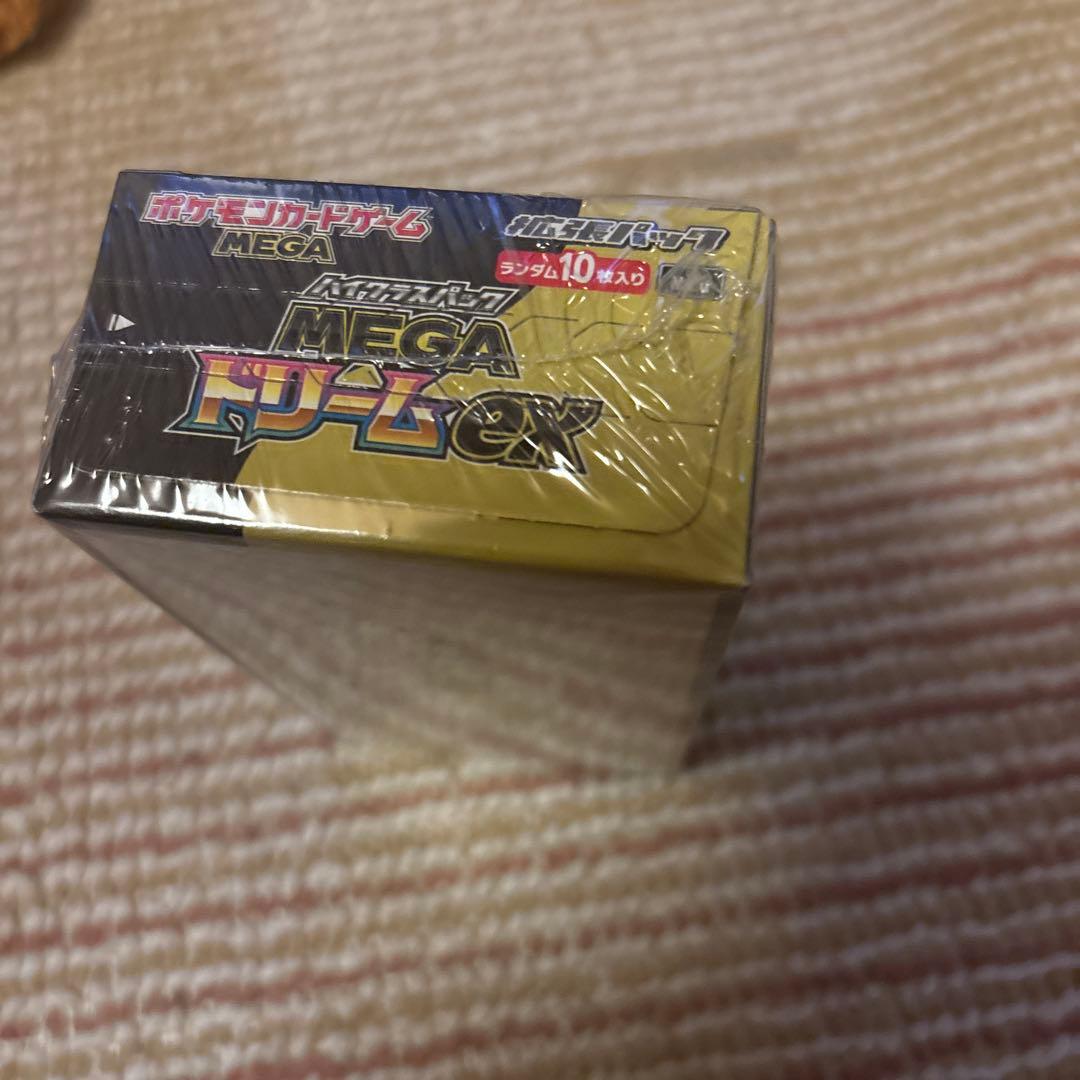 ポケモンカードゲーム
MEGA
拡張パック
ランダム10枚入り
ハイクラスパック
MEGA
ドリーム ex